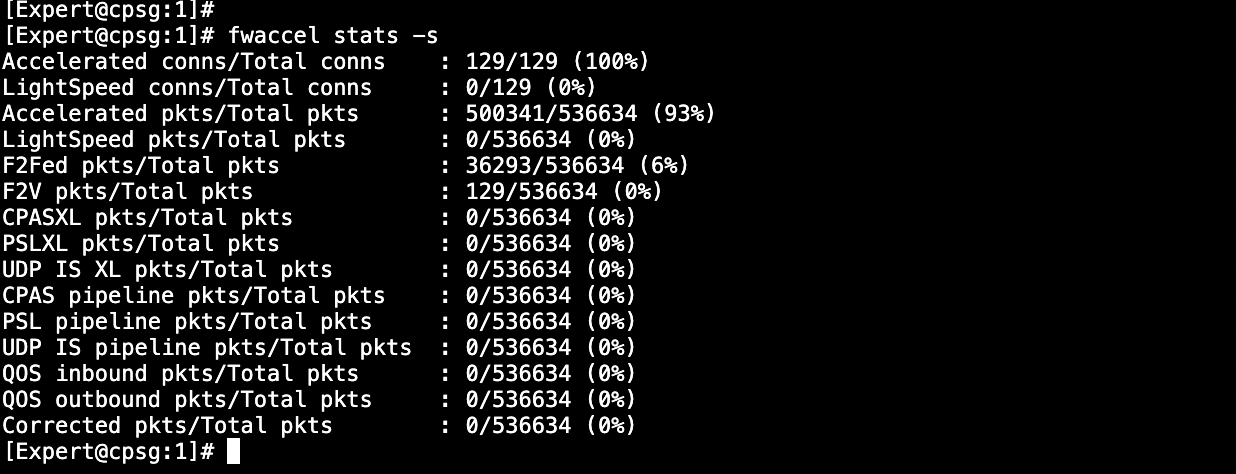 [Expert@cpsg:1]#
[Expert@cpsg:1]# fwaccel stats -s
Accelerated conns/Total conns    : 129/129 (100%)
LightSpeed conns/Total conns     : 0/129 (0%)
Accelerated pkts/Total pkts      : 500341/536634 (93%)
LightSpeed pkts/Total pkts       : 0/536634 (0%)
F2Fed pkts/Total pkts            : 36293/536634 (6%)
F2V pkts/Total pkts              : 129/536634 (0%)
CPASXL pkts/Total pkts           : 0/536634 (0%)
PSLXL pkts/Total pkts            : 0/536634 (0%)
UDP IS XL pkts/Total pkts        : 0/536634 (0%)
CPAS pipeline pkts/Total pkts    : 0/536634 (0%)
PSL pipeline pkts/Total pkts     : 0/536634 (0%)
UDP IS pipeline pkts/Total pkts  : 0/536634 (0%)
QOS inbound pkts/Total pkts      : 0/536634 (0%)
QOS outbound pkts/Total pkts     : 0/536634 (0%)
Corrected pkts/Total pkts        : 0/536634 (0%)
[Expert@cpsg:1]#